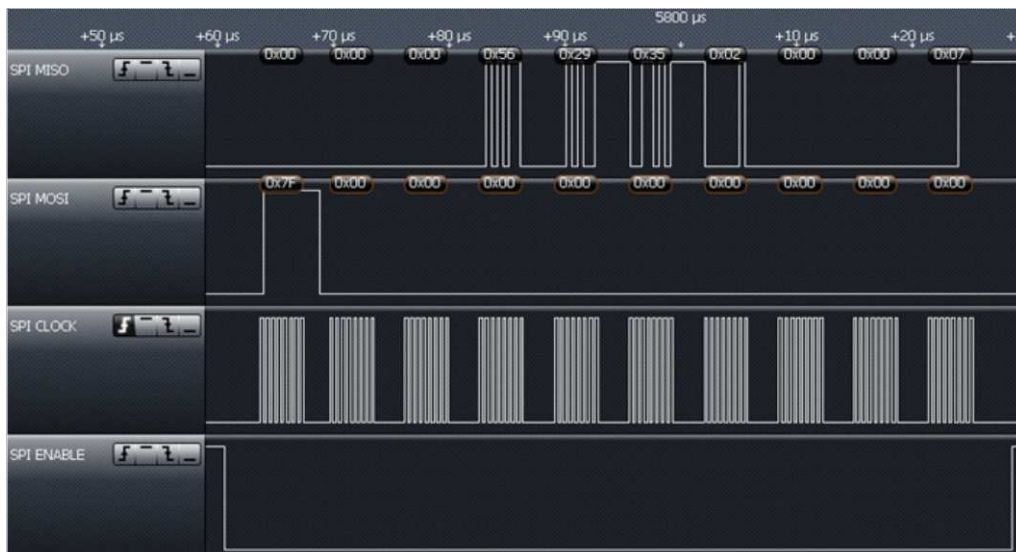 5800 µs
+50 µs +60 µs +70 µs +80 µs +90 µs +10 µs +20 µs
SPI MISO 0x00 0x00 0x00 0x56 0x29 0x35 0x02 0x00 0x00 0x07
SPI MOSI 0x7F 0x00 0x00 0x00 0x00 0x00 0x00 0x00 0x00 0x00
SPI CLOCK
SPI ENABLE